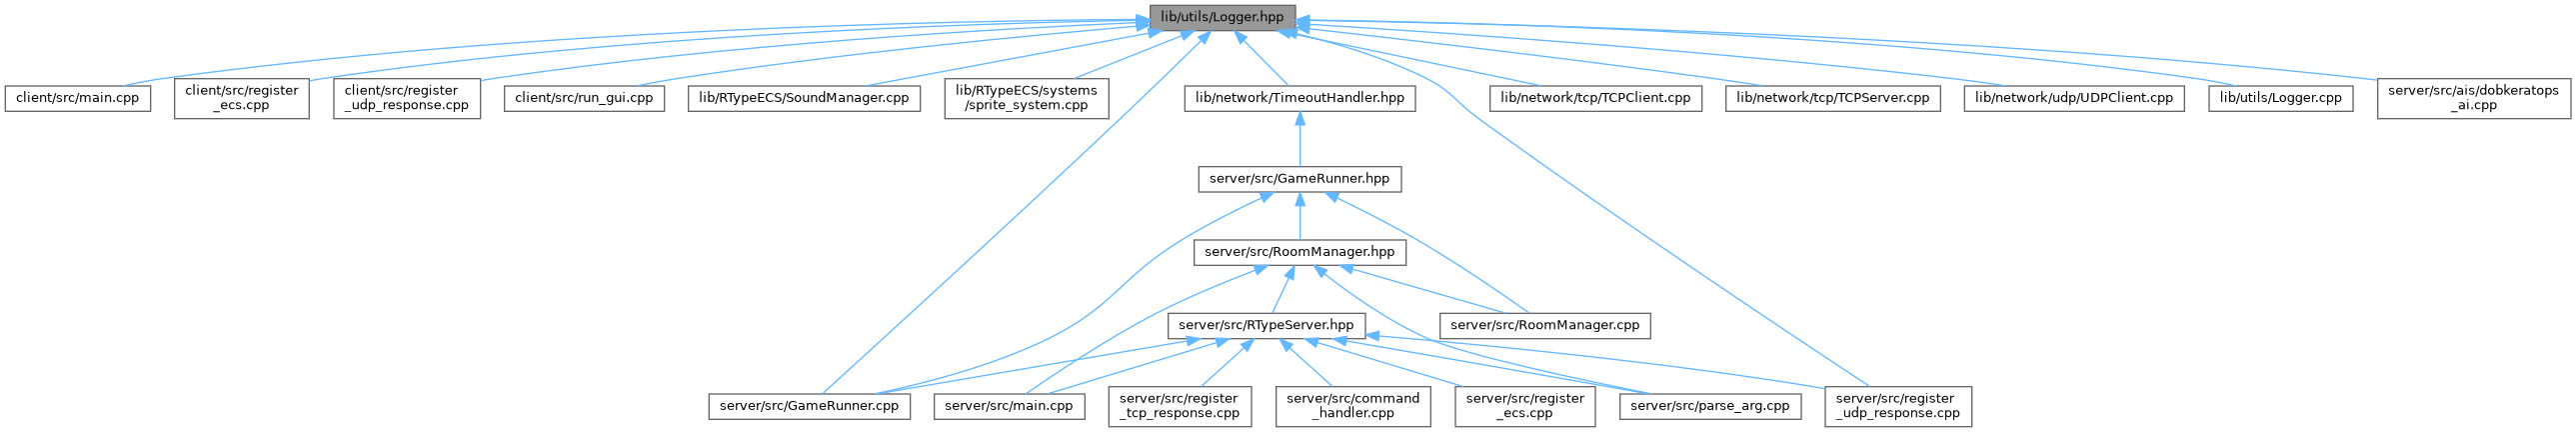 lib/utils/Logger.hpp
client/src/main.cpp
client/src/register
_ecs.cpp
client/src/register
_udp_response.cpp
client/src/run_gui.cpp
lib/RTypeECS/SoundManager.cpp
lib/RTypeECS/systems
/sprite_system.cpp
lib/network/TimeoutHandler.hpp
lib/network/tcp/TCPClient.cpp
lib/network/tcp/TCPServer.cpp
lib/network/udp/UDPClient.cpp
lib/utils/Logger.cpp
server/src/ais/dobkeratops
_ai.cpp
server/src/GameRunner.hpp
server/src/RoomManager.hpp
server/src/RTypeServer.hpp
server/src/RoomManager.cpp
server/src/GameRunner.cpp
server/src/main.cpp
server/src/register
_tcp_response.cpp
server/src/command
_handler.cpp
server/src/register
_ecs.cpp
server/src/parse_arg.cpp
server/src/register
_udp_response.cpp